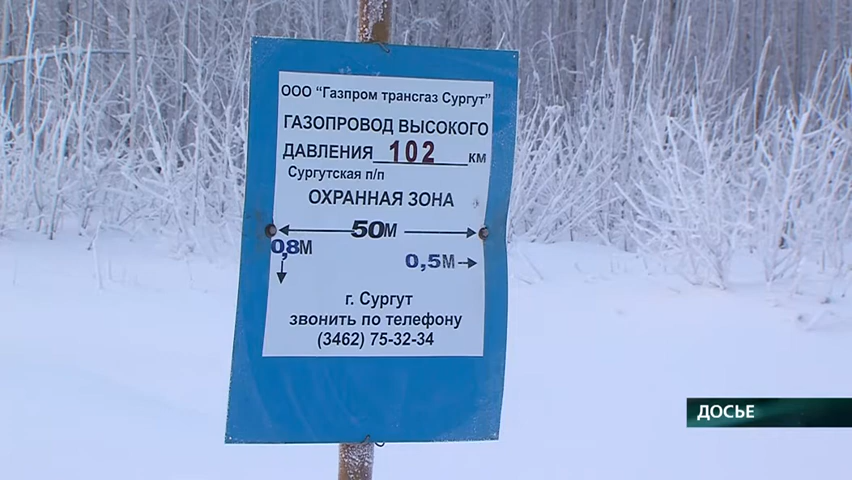 ООО “Газпром трансгаз Сургут”
ГАЗОПРОВОД ВЫСОКОГО
ДАВЛЕНИЯ 102 КМ
Сургутская п/п
ОХРАННАЯ ЗОНА
50М
0,8М
0,5М
г. Сургут
звонить по телефону
(3462) 75-32-34
ДОСЬЕ